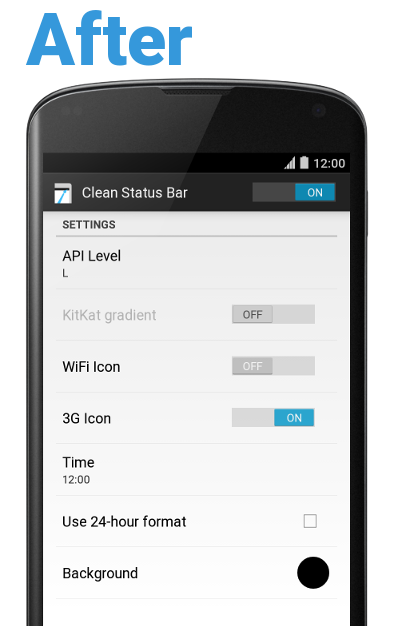 After
12:00
Clean Status Bar
ON
SETTINGS
API Level
L
KitKat gradient
OFF
WiFi Icon
OFF
3G Icon
ON
Time
12:00
Use 24-hour format
Background